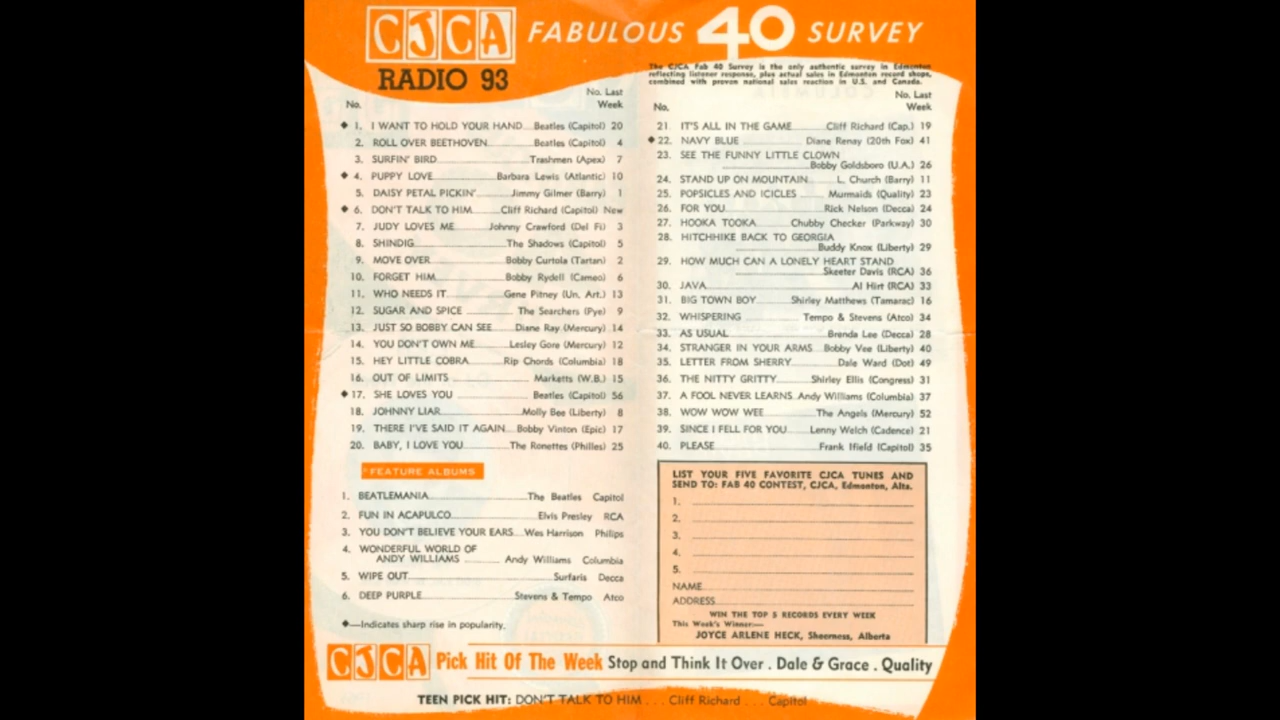 CJCA FABULOUS 40 SURVEY
RADIO 93
The CJCA Fab 40 Survey is the only authentic survey in Edmonton
reflecting listener response, plus actual sales in Edmonton record shops,
combined with proven national sales reaction in U.S. and Canada.
No. No. Last Week
◆ 1. I WANT TO HOLD YOUR HAND Beatles (Capitol) 20
2. ROLL OVER BEETHOVEN Beatles (Capitol) 4
3. SURFIN' BIRD Trashmen (Apex) 7
◆ 4. PUPPY LOVE Barbara Lewis (Atlantic) 10
5. DAISY PETAL PICKIN' Jimmy Gilmer (Barry) 1
◆ 6. DON'T TALK TO HIM Cliff Richard (Capitol) New
7. JUDY LOVES ME Johnny Crawford (Del Fi) 3
8. SHINDIG The Shadows (Capitol) 5
9. MOVE OVER Bobby Curtola (Tartan) 2
10. FORGET HIM Bobby Rydell (Cameo) 6
11. WHO NEEDS IT Gene Pitney (Un. Art.) 13
12. SUGAR AND SPICE The Searchers (Pye) 9
13. JUST SO BOBBY CAN SEE Diane Ray (Mercury) 14
14. YOU DON'T OWN ME Lesley Gore (Mercury) 12
15. HEY LITTLE COBRA Rip Chords (Columbia) 18
16. OUT OF LIMITS Marketts (W.B.) 15
◆ 17. SHE LOVES YOU Beatles (Capitol) 56
18. JOHNNY LIAR Molly Bee (Liberty) 8
19. THERE I'VE SAID IT AGAIN Bobby Vinton (Epic) 17
20. BABY, I LOVE YOU The Ronettes (Philles) 25
FEATURE ALBUMS
1. BEATLEMANIA The Beatles Capitol
2. FUN IN ACAPULCO Elvis Presley RCA
3. YOU DON'T BELIEVE YOUR EARS Wes Harrison Philips
4. WONDERFUL WORLD OF
ANDY WILLIAMS Andy Williams Columbia
5. WIPE OUT Surfaris Decca
6. DEEP PURPLE Stevens & Tempo Atco
◆—Indicates sharp rise in popularity.
No. No. Last Week
21. IT'S ALL IN THE GAME Cliff Richard (Cap.) 19
◆ 22. NAVY BLUE Diane Renay (20th Fox) 41
23. SEE THE FUNNY LITTLE CLOWN
Bobby Goldsboro (U.A.) 26
24. STAND UP ON MOUNTAIN L. Church (Barry) 11
25. POPSICLES AND ICICLES Murmaids (Quality) 23
26. FOR YOU Rick Nelson (Decca) 24
27. HOOKA TOOKA Chubby Checker (Parkway) 30
28. HITCHHIKE BACK TO GEORGIA
Buddy Knox (Liberty) 29
29. HOW MUCH CAN A LONELY HEART STAND
Skeeter Davis (RCA) 36
30. JAVA Al Hirt (RCA) 33
31. BIG TOWN BOY Shirley Matthews (Tamarac) 16
32. WHISPERING Tempo & Stevens (Atco) 34
33. AS USUAL Brenda Lee (Decca) 28
34. STRANGER IN YOUR ARMS Bobby Vee (Liberty) 40
35. LETTER FROM SHERRY Dale Ward (Dot) 49
36. THE NITTY GRITTY Shirley Ellis (Congress) 31
37. A FOOL NEVER LEARNS Andy Williams (Columbia) 37
38. WOW WOW WEE The Angels (Mercury) 52
39. SINCE I FELL FOR YOU Lenny Welch (Cadence) 21
40. PLEASE Frank Ifield (Capitol) 35
LIST YOUR FIVE FAVORITE CJCA TUNES AND
SEND TO: FAB 40 CONTEST, CJCA, Edmonton, Alta.
1.
2.
3.
4.
5.
NAME
ADDRESS
WIN THE TOP 5 RECORDS EVERY WEEK
This Week's Winner:—
JOYCE ARLENE HECK, Sheerness, Alberta
CJCA Pick Hit Of The Week Stop and Think It Over . Dale & Grace . Quality
TEEN PICK HIT: DON'T TALK TO HIM . . . Cliff Richard . . . Capitol